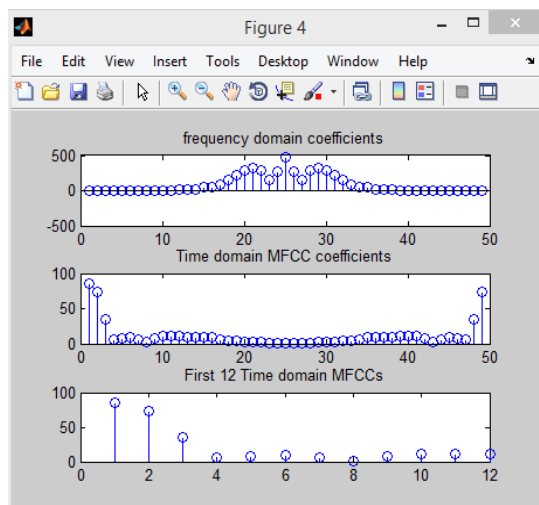 Figure 4
File Edit View Insert Tools Desktop Window Help
frequency domain coefficients
500
0
-500
0 10 20 30 40 50
Time domain MFCC coefficients
100
50
0
0 10 20 30 40 50
First 12 Time domain MFCCs
100
50
0
0 2 4 6 8 10 12